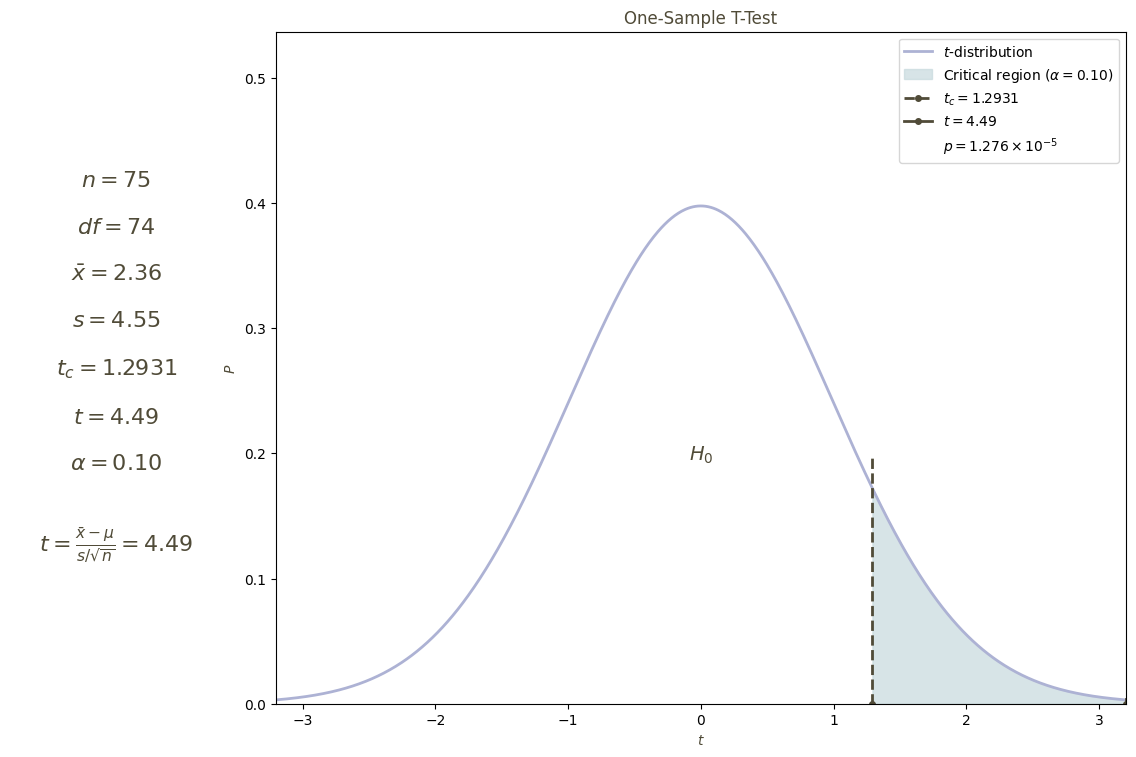 One-Sample T-Test
n = 75
df = 74
x̄ = 2.36
s = 4.55
t_c = 1.2931
t = 4.49
α = 0.10
t = (x̄ − μ)/(s/√n) = 4.49
t-distribution
Critical region (α = 0.10)
t_c = 1.2931
t = 4.49
p = 1.276 × 10⁻⁵
P
0.5
0.4
0.3
0.2
0.1
0.0
H₀
−3 −2 −1 0 1 2 3
t